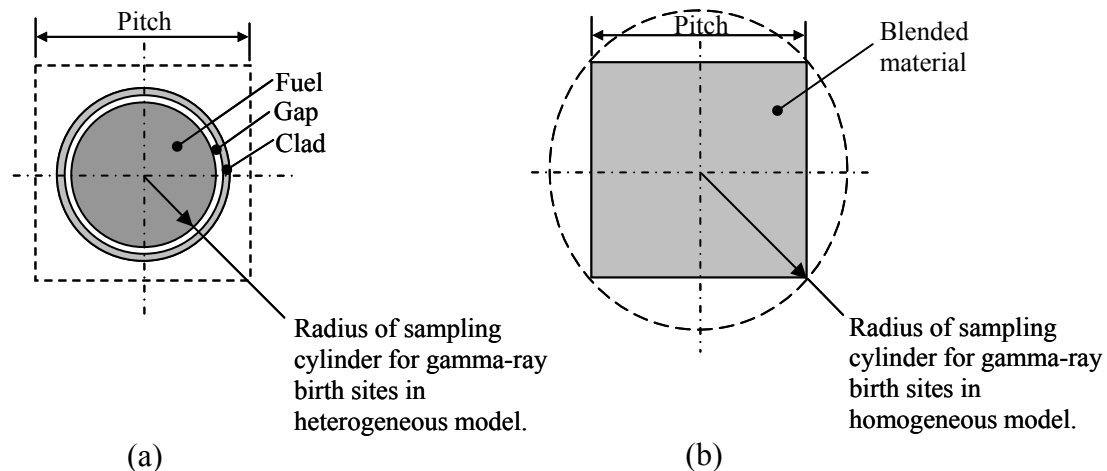 Pitch
Fuel
Gap
Clad
Radius of sampling
cylinder for gamma-ray
birth sites in
heterogeneous model.
(a)
Pitch
Blended
material
Radius of sampling
cylinder for gamma-ray
birth sites in
homogeneous model.
(b)